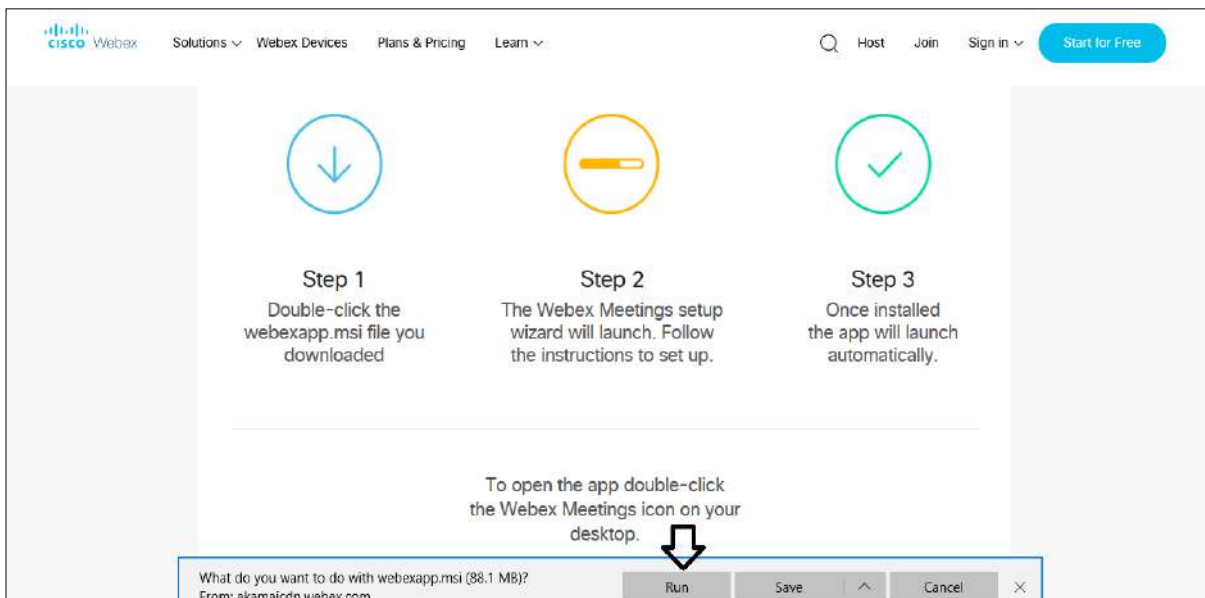 CISCO Webex Solutions Webex Devices Plans & Pricing Learn Host Join Sign in Start for Free
Step 1
Double-click the
webexapp.msi file you
downloaded
Step 2
The Webex Meetings setup
wizard will launch. Follow
the instructions to set up.
Step 3
Once installed
the app will launch
automatically.
To open the app double-click
the Webex Meetings icon on your
desktop.
What do you want to do with webexapp.msi (88.1 MB)?
From: akamaicdn.webex.com
Run Save Cancel